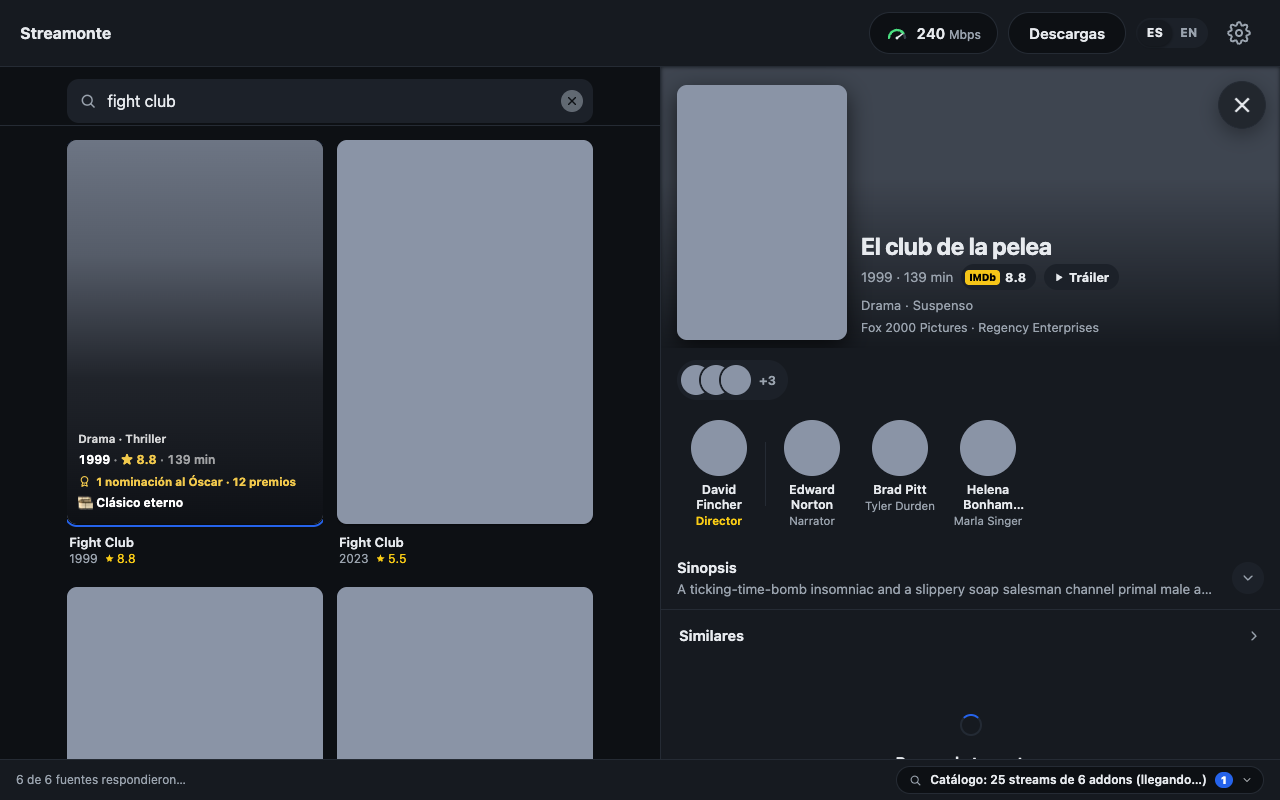 Streamonte
240 Mbps
Descargas
ES EN
fight club
Drama · Thriller
1999 · ★ 8.8 · 139 min
1 nominación al Óscar · 12 premios
Clásico eterno
Fight Club
1999 ★ 8.8
Fight Club
2023 ★ 5.5
El club de la pelea
1999 · 139 min IMDb 8.8 Tráiler
Drama · Suspenso
Fox 2000 Pictures · Regency Enterprises
+3
David
Fincher
Director
Edward
Norton
Narrator
Brad Pitt
Tyler Durden
Helena
Bonham...
Marla Singer
Sinopsis
A ticking-time-bomb insomniac and a slippery soap salesman channel primal male a...
Similares
6 de 6 fuentes respondieron...
Catálogo: 25 streams de 6 addons (llegando...) 1